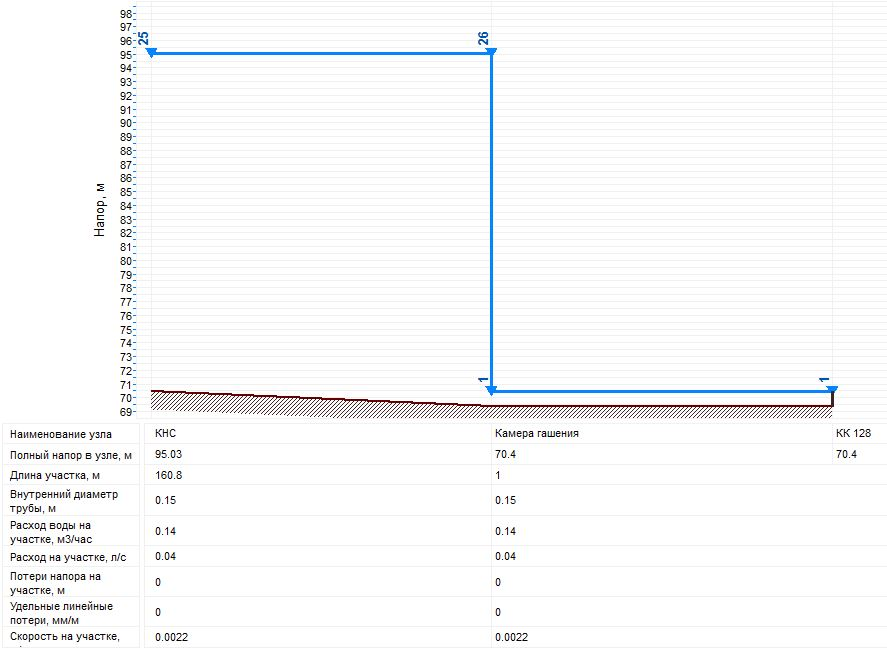 98
97
96
95
94
93
92
91
90
89
88
87
86
85
84
83
82
81
80
79
78
77
76
75
74
73
72
71
70
69
Напор, м
25
26
1
1
Наименование узла КНС Камера гашения КК 128
Полный напор в узле, м 95.03 70.4 70.4
Длина участка, м 160.8 1
Внутренний диаметр
трубы, м 0.15 0.15
Расход воды на
участке, м3/час 0.14 0.14
Расход на участке, л/с 0.04 0.04
Потери напора на
участке, м 0 0
Удельные линейные
потери, мм/м 0 0
Скорость на участке, 0.0022 0.0022